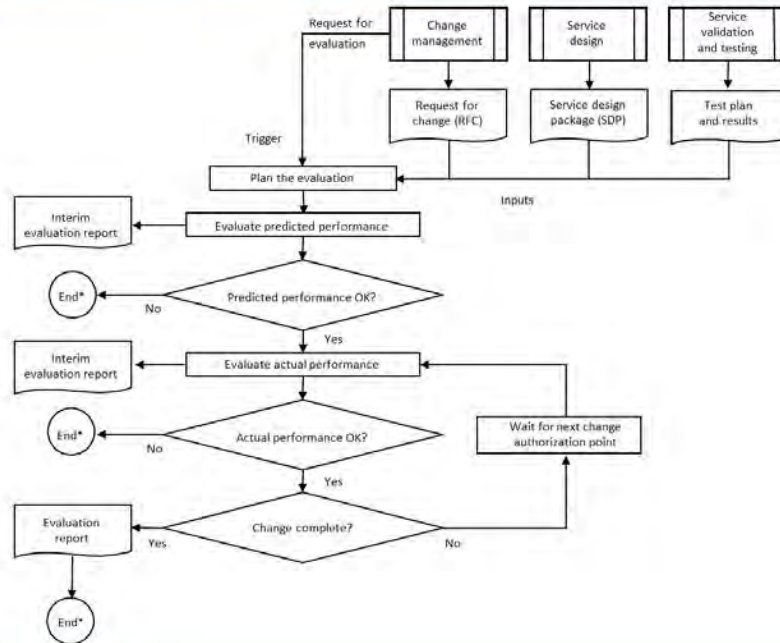 Request for
evaluation
Change
management
Service
design
Service
validation
and testing
Request for
change (RFC)
Service design
package (SDP)
Test plan
and results
Trigger
Plan the evaluation
Inputs
Interim
evaluation report
Evaluate predicted performance
End*
No
Predicted performance OK?
Yes
Interim
evaluation report
Evaluate actual performance
End*
No
Actual performance OK?
Wait for next change
authorization point
Yes
Evaluation
report
Yes
Change complete?
No
End*